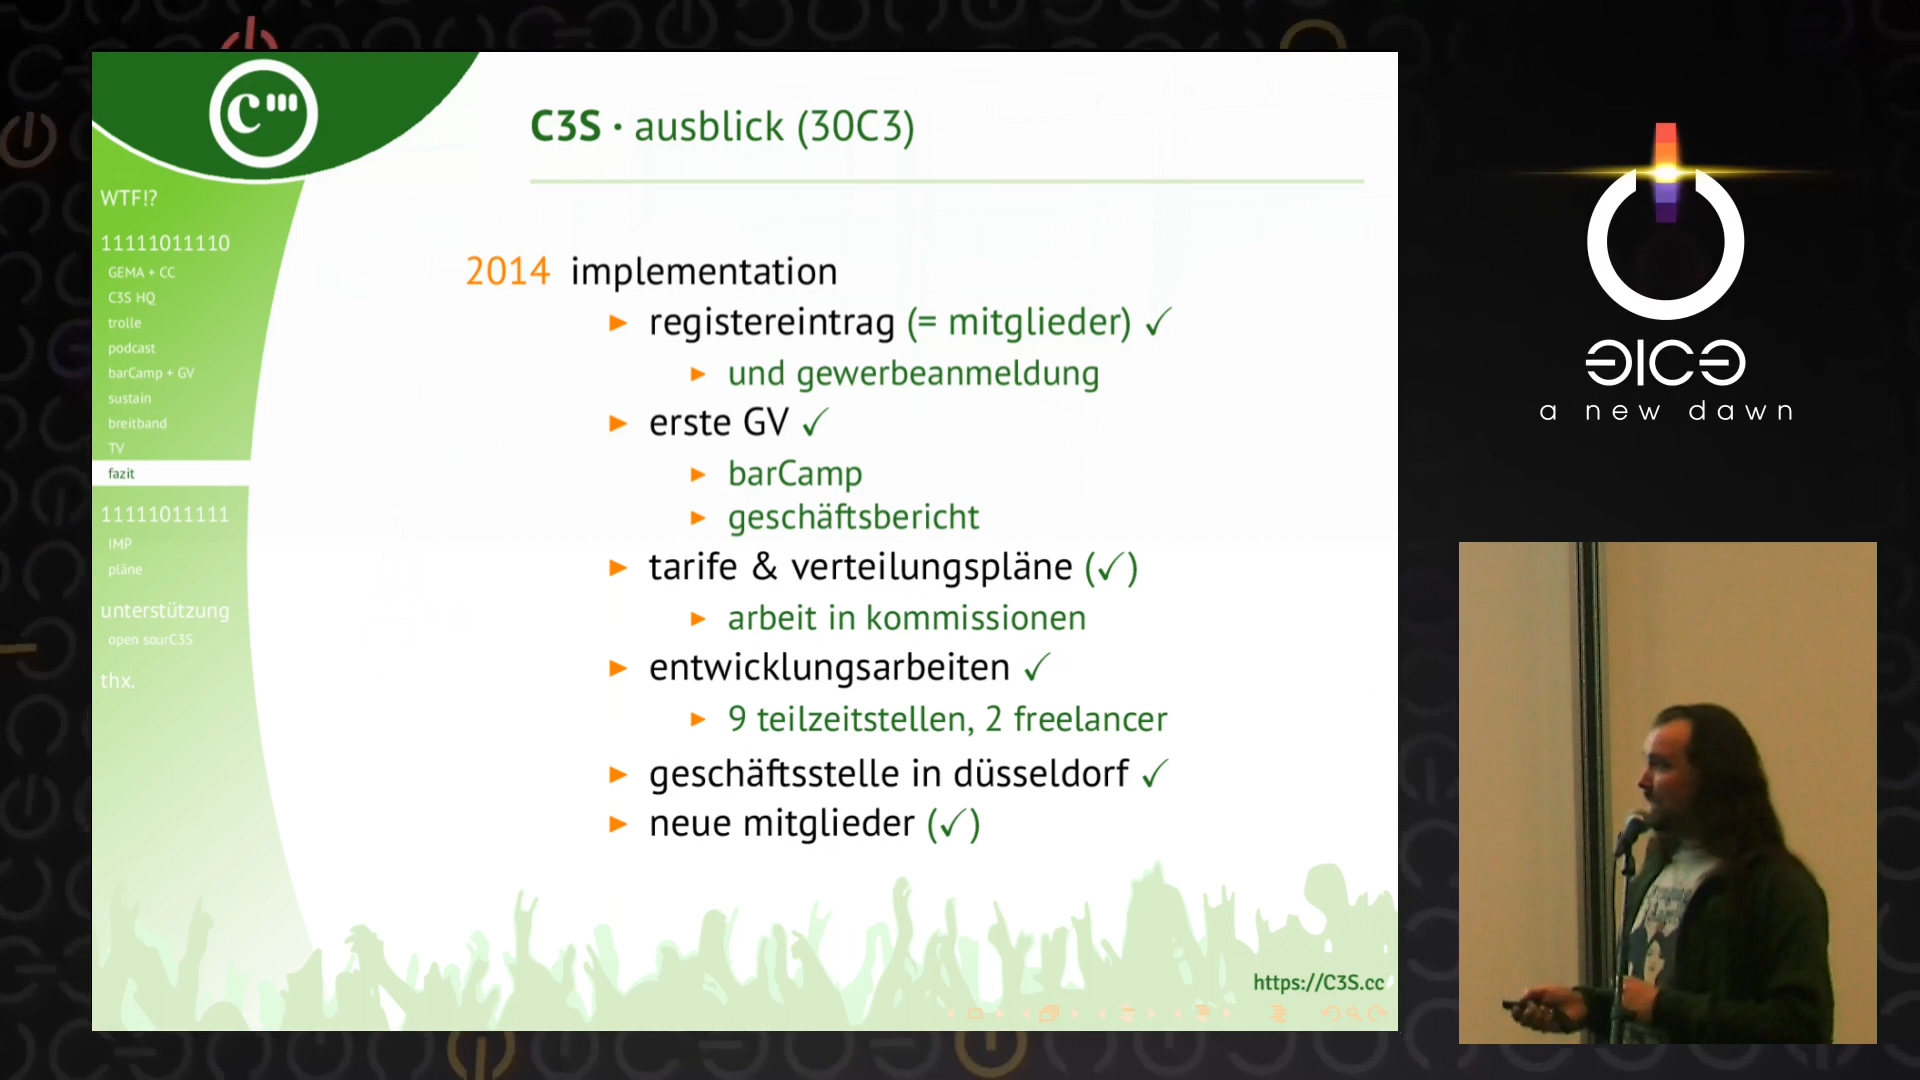 C3S · ausblick (30C3)
WTF!?
11111011110
GEMA + CC
C3S HQ
trolle
podcast
barCamp + GV
sustain
breitband
TV
fazit
11111011111
IMP
pläne
unterstützung
open sourC3S
thx.
2014 implementation
registereintrag (= mitglieder) ✓
und gewerbeanmeldung
erste GV ✓
barCamp
geschäftsbericht
tarife & verteilungspläne (✓)
arbeit in kommissionen
entwicklungsarbeiten ✓
9 teilzeitstellen, 2 freelancer
geschäftsstelle in düsseldorf ✓
neue mitglieder (✓)
https://C3S.cc
31C3
a new dawn